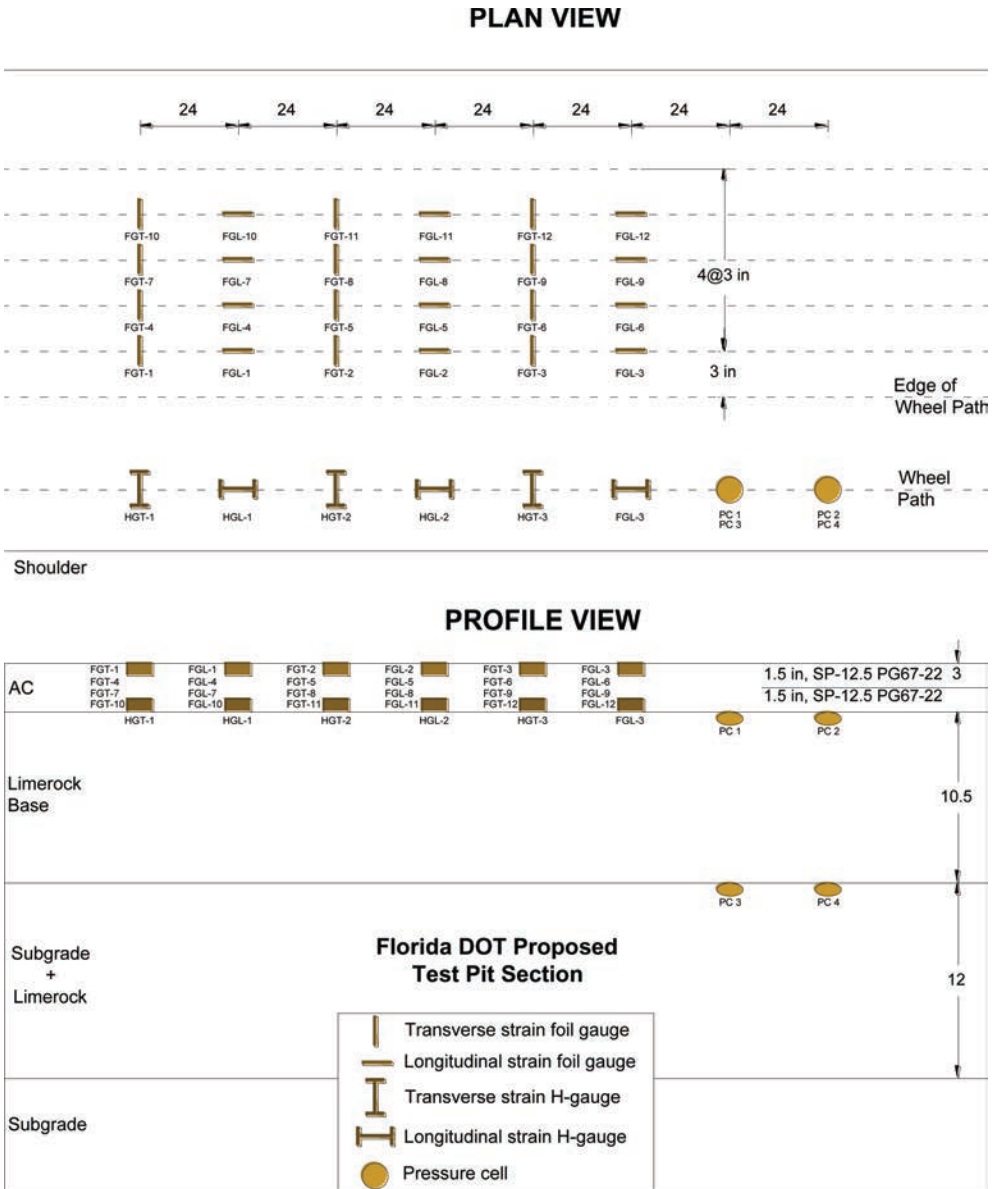 PLAN VIEW
24 24 24 24 24 24 24
FGT-10 FGL-10 FGT-11 FGL-11 FGT-12 FGL-12
FGT-7 FGL-7 FGT-8 FGL-8 FGT-9 FGL-9
4@3 in
FGT-4 FGL-4 FGT-5 FGL-5 FGT-6 FGL-6
FGT-1 FGL-1 FGT-2 FGL-2 FGT-3 FGL-3
3 in
Edge of
Wheel Path
Wheel
Path
HGT-1 HGL-1 HGT-2 HGL-2 HGT-3 FGL-3 PC 1 PC 2
PC 3 PC 4
Shoulder
PROFILE VIEW
AC
FGT-1 FGL-1 FGT-2 FGL-2 FGT-3 FGL-3 1.5 in, SP-12.5 PG67-22 3
FGT-4 FGL-4 FGT-5 FGL-5 FGT-6 FGL-6
FGT-7 FGL-7 FGT-8 FGL-8 FGT-9 FGL-9 1.5 in, SP-12.5 PG67-22
FGT-10 FGL-10 FGT-11 FGL-11 FGT-12 FGL-12
HGT-1 HGL-1 HGT-2 HGL-2 HGT-3 FGL-3 PC 1 PC 2
Limerock
Base
10.5
PC 3 PC 4
Subgrade
+
Limerock
Florida DOT Proposed
Test Pit Section
12
Transverse strain foil gauge
Longitudinal strain foil gauge
Transverse strain H-gauge
Longitudinal strain H-gauge
Pressure cell
Subgrade